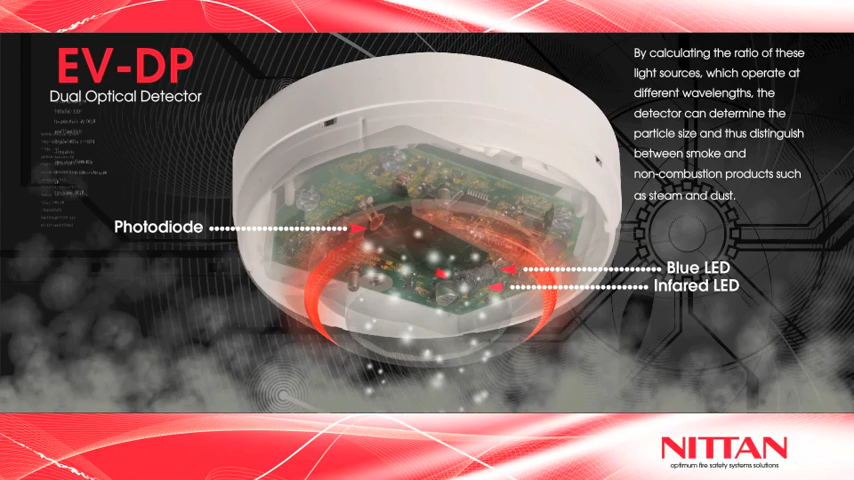 EV-DP
Dual Optical Detector
By calculating the ratio of these
light sources, which operate at
different wavelengths, the
detector can determine the
particle size and thus distinguish
between smoke and
non-combustion products such
as steam and dust.
Photodiode
Blue LED
Infared LED
NITTAN
optimum fire safety systems solutions